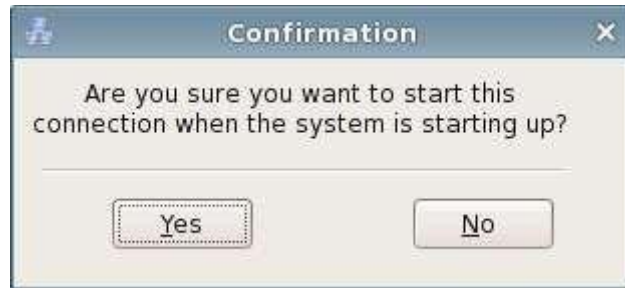 Confirmation
Are you sure you want to start this
connection when the system is starting up?
Yes
No